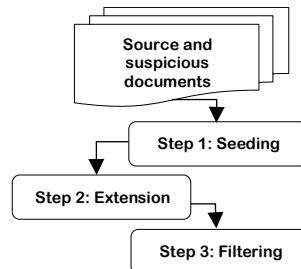 Source and
suspicious
documents
Step 1: Seeding
Step 2: Extension
Step 3: Filtering